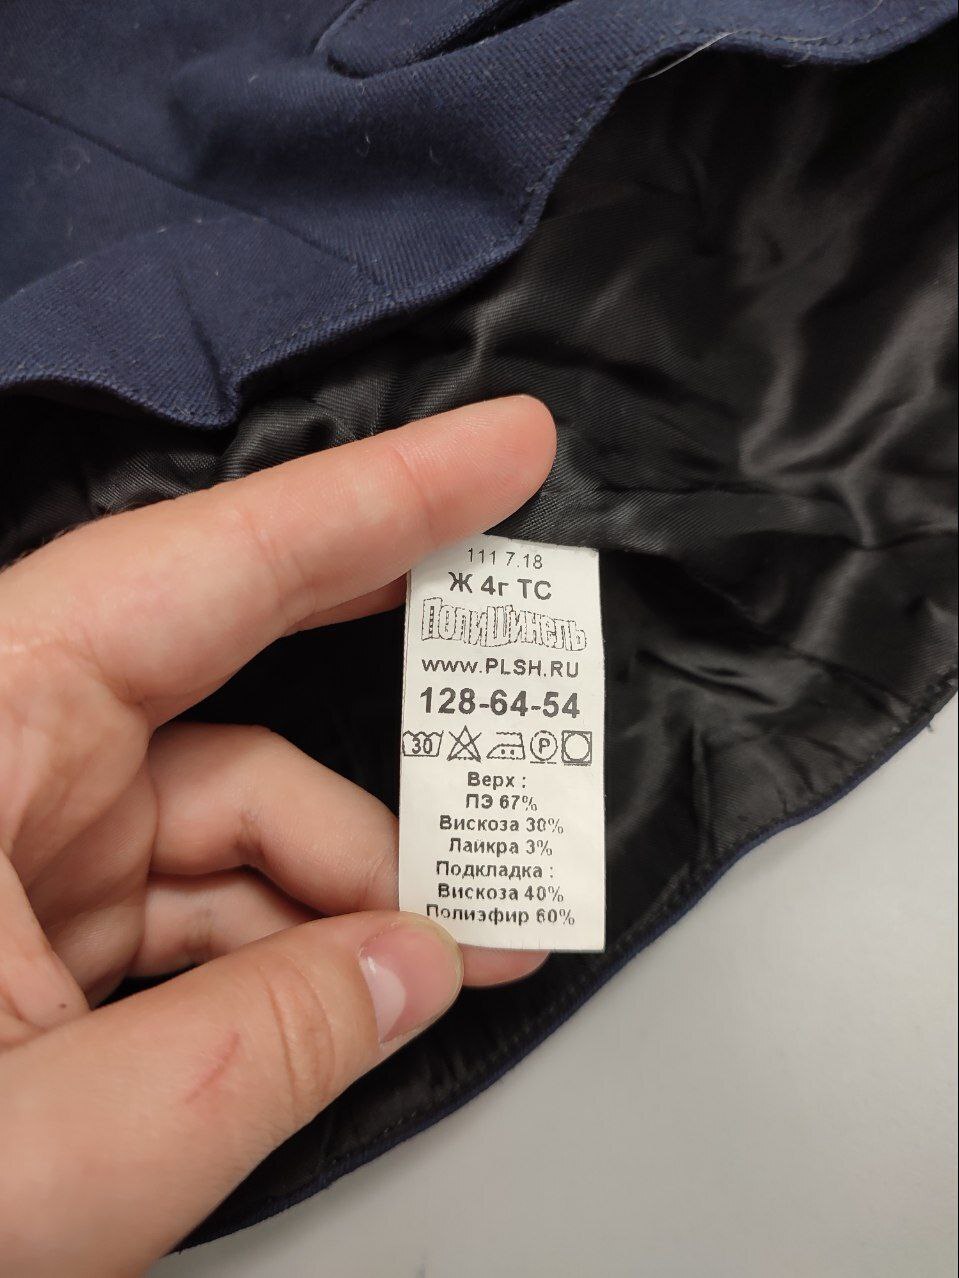 111 7.18
Ж 4г ТС
ПОЛИШИНЕЛЬ
WWW.PLSH.RU
128-64-54
30 P
Верх :
ПЭ 67%
Вискоза 30%
Лайкра 3%
Подкладка :
Вискоза 40%
Полиэфир 60%